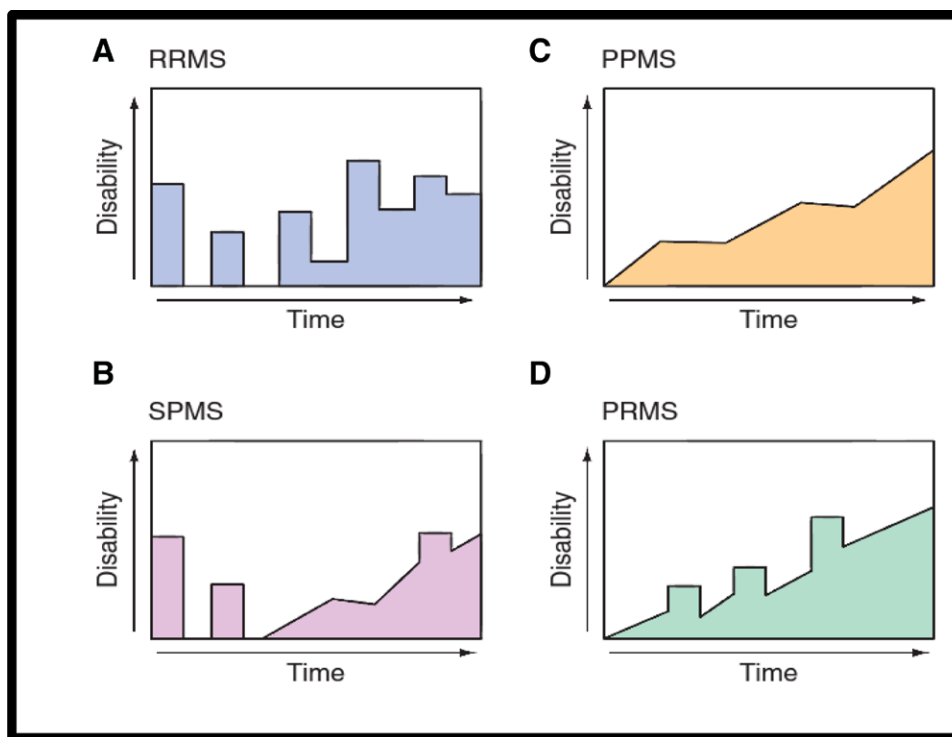 A
RRMS
Disability
Time
C
PPMS
Disability
Time
B
SPMS
Disability
Time
D
PRMS
Disability
Time